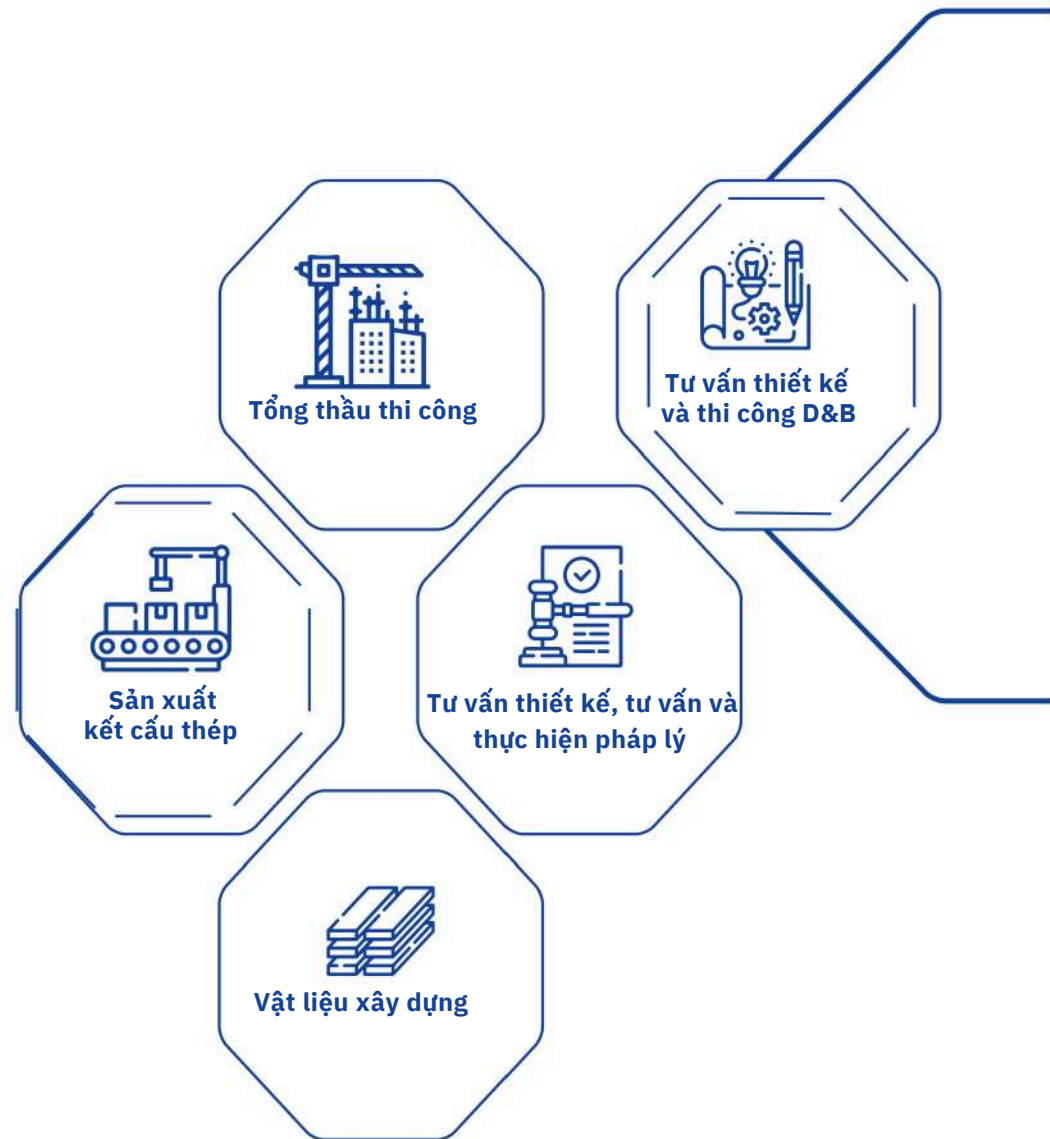 Tổng thầu thi công
Tư vấn thiết kế
và thi công D&B
Sản xuất
kết cấu thép
Tư vấn thiết kế, tư vấn và
thực hiện pháp lý
Vật liệu xây dựng